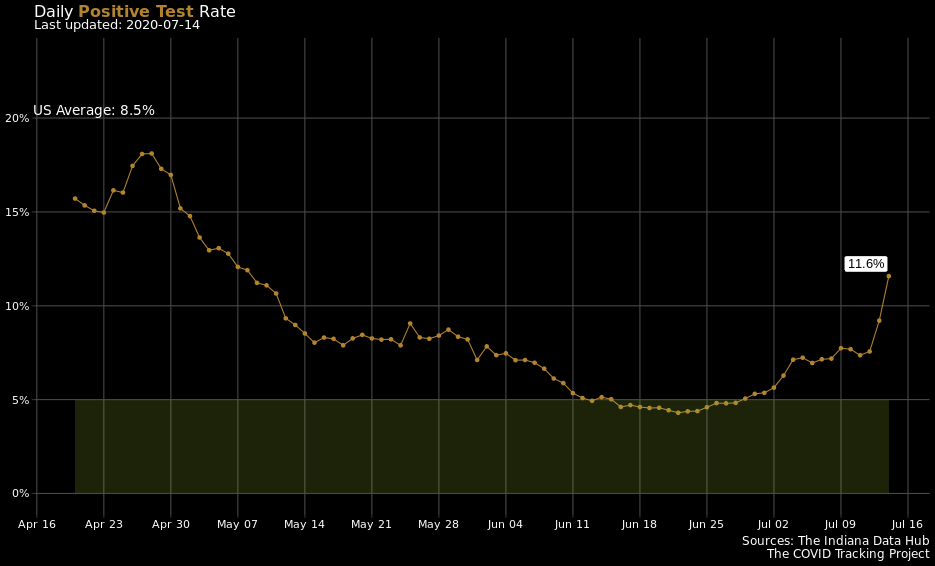 Daily Positive Test Rate
Last updated: 2020-07-14
US Average: 8.5%
20%
15%
11.6%
10%
5%
0%
Apr 16 Apr 23 Apr 30 May 07 May 14 May 21 May 28 Jun 04 Jun 11 Jun 18 Jun 25 Jul 02 Jul 09 Jul 16
Sources: The Indiana Data Hub
The COVID Tracking Project